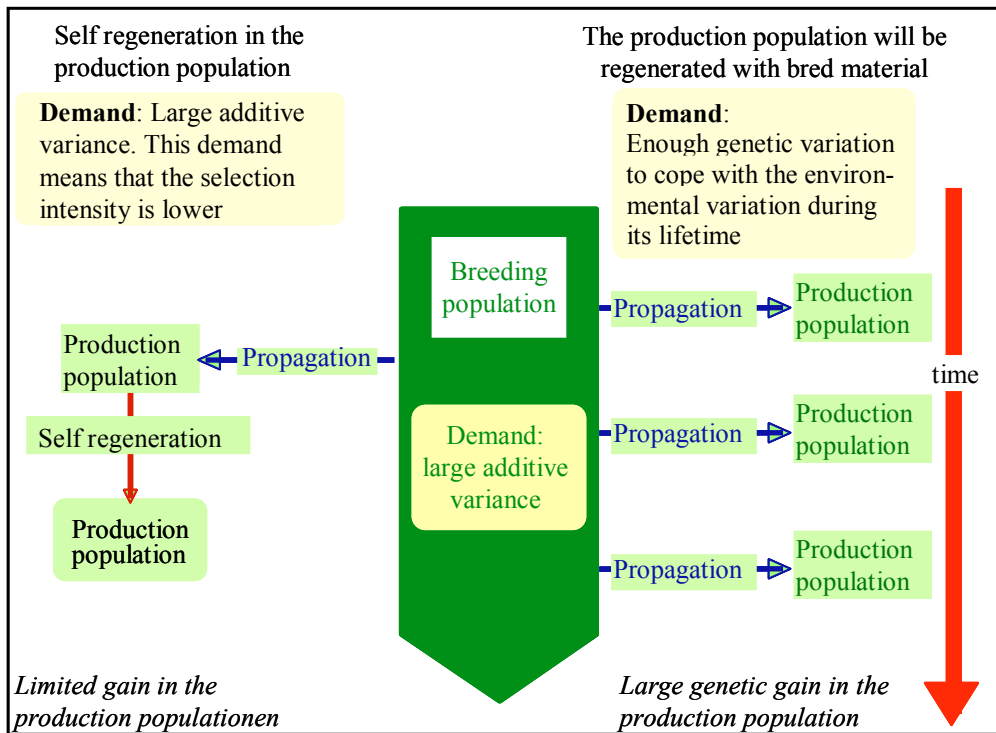 Self regeneration in the
production population
Demand: Large additive
variance. This demand
means that the selection
intensity is lower
The production population will be
regenerated with bred material
Demand:
Enough genetic variation
to cope with the environ-
mental variation during
its lifetime
Breeding
population
Propagation
Production
population
Production
population
Propagation
time
Self regeneration
Demand:
large additive
variance
Propagation
Production
population
Production
population
Propagation
Production
population
Limited gain in the
production populationen
Large genetic gain in the
production population